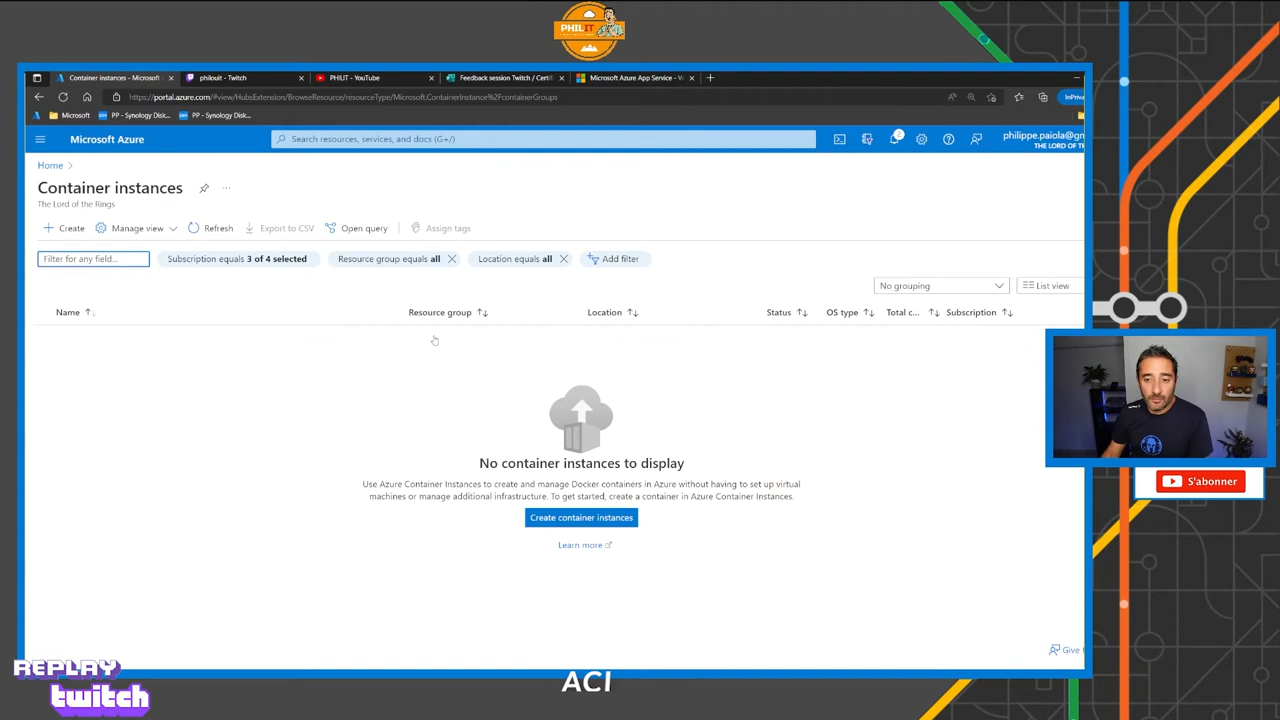 PHILIT
Container instances - Microsoft
philouit - Twitch
PHILIT - YouTube
Feedback session Twitch / Certif
Microsoft Azure App Service - V
https://portal.azure.com/#view/HubsExtension/BrowseResource/resourceType/Microsoft.ContainerInstance%2FcontainerGroups
InPriva
Microsoft
PP - Synology Disk...
PP - Synology Disk...
Microsoft Azure
Search resources, services, and docs (G+/)
2
philippe.paiola@gm
THE LORD OF T
Home
Container instances
...
The Lord of the Rings
Create
Manage view
Refresh
Export to CSV
Open query
Assign tags
Filter for any field...
Subscription equals 3 of 4 selected
Resource group equals all
Location equals all
Add filter
No grouping
List view
Name
Resource group
Location
Status
OS type
Total c...
Subscription
No container instances to display
Use Azure Container Instances to create and manage Docker containers in Azure without having to set up virtual
machines or manage additional infrastructure. To get started, create a container in Azure Container Instances.
Create container instances
Learn more
S'abonner
Give f
REPLAY
twitch
ACI